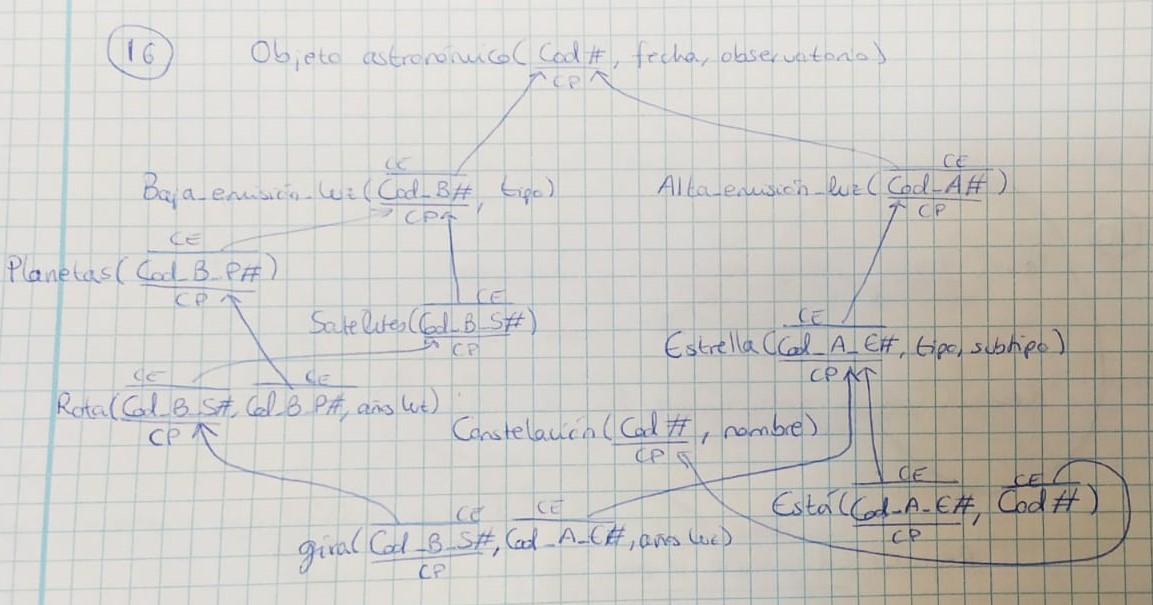 16 Objeto astronómico( Cod #, fecha, observatorio)
CP
CE CE
Baja_emisión_luz( Cod_B#, tipo) Alta_emisión_luz( Cod_A# )
CP CP
CE
Planetas( Cod_B_P#)
CP CE
Satelites( Cod_B_S#) CE
CP Estrella( Cod_A_E#, tipo, subtipo)
CE CE CP
Rota( Cod_B_S#, Cod_B_P#, años luz)
CP Constelación( Cod #, nombre)
CP CE CE
Está( Cod_A_E#, Cod #)
CE CE CP
gira( Cod_B_S#, Cod_A_E#, años luz)
CP